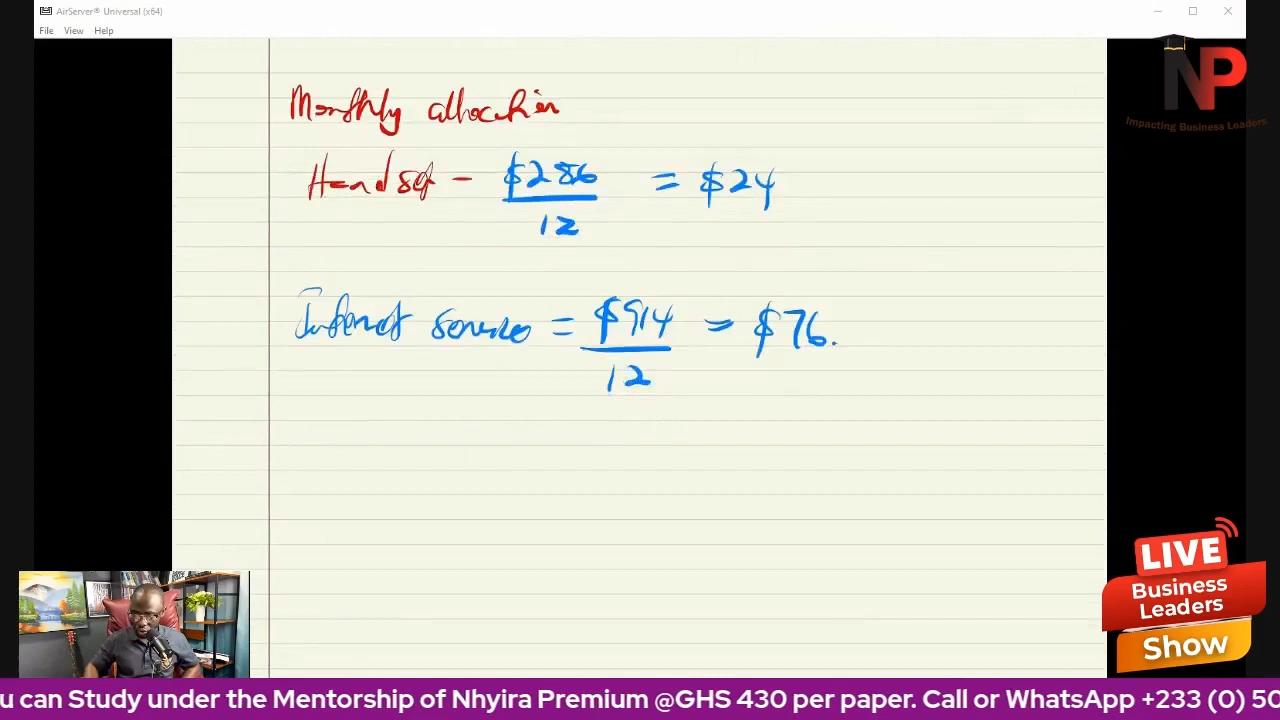 AirServer® Universal (x64)
File View Help
NP
Impacting Business Leaders
Monthly allocation
Handset - $286 = $24
12
Internet services = $914 = $76.
12
LIVE
Business
Leaders
Show
u can Study under the Mentorship of Nhyira Premium @GHS 430 per paper. Call or WhatsApp +233 (0) 50